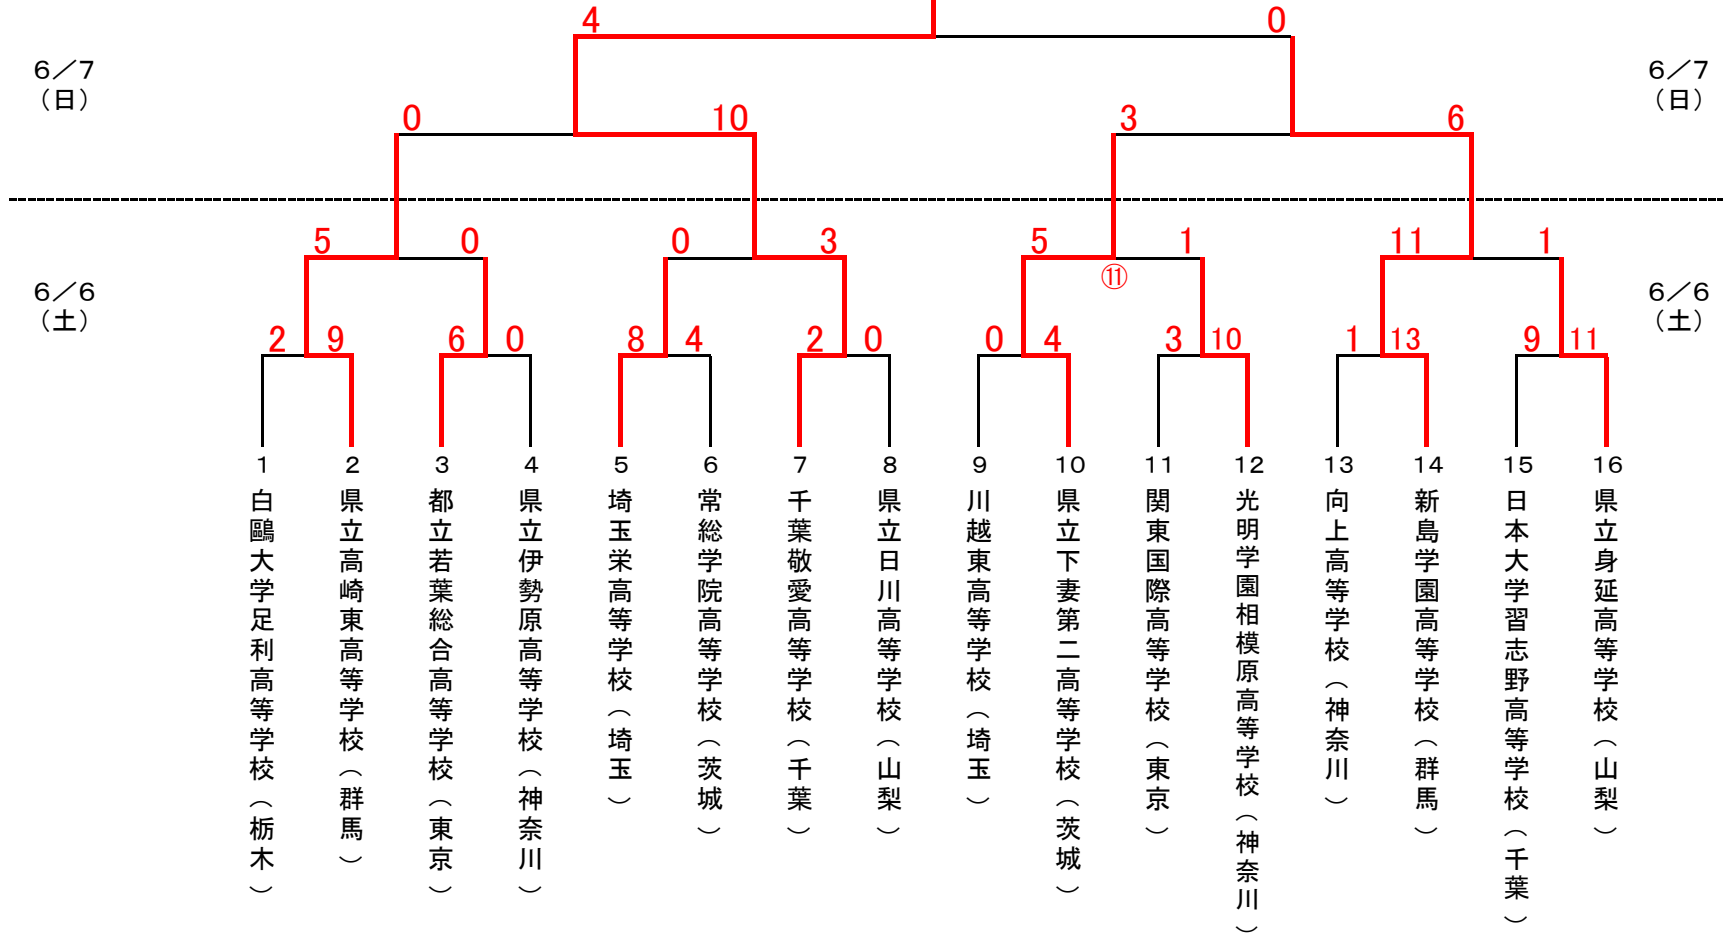 4 0
6／7 6／7
（日） （日）
0 10 3 6
5 0 0 3 5 1 11 1
⑪
6／6 6／6
（土） （土）
2 9 6 0 8 4 2 0 0 4 3 10 1 13 9 11
1 2 3 4 5 6 7 8 9 10 11 12 13 14 15 16
白鷗大学足利高等学校（栃木）
県立高崎東高等学校（群馬）
都立若葉総合高等学校（東京）
県立伊勢原高等学校（神奈川）
埼玉栄高等学校（埼玉）
常総学院高等学校（茨城）
千葉敬愛高等学校（千葉）
県立日川高等学校（山梨）
川越東高等学校（埼玉）
県立下妻第二高等学校（茨城）
関東国際高等学校（東京）
光明学園相模原高等学校（神奈川）
向上高等学校（神奈川）
新島学園高等学校（群馬）
日本大学習志野高等学校（千葉）
県立身延高等学校（山梨）